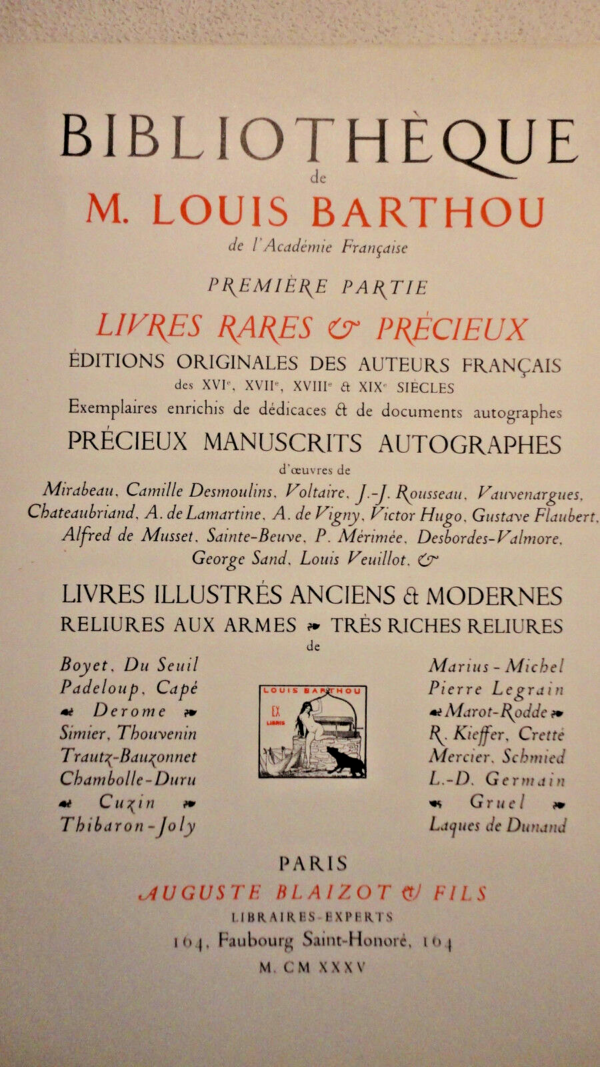 BIBLIOTHÈQUE
de
M. LOUIS BARTHOU
de l'Académie Française
PREMIÈRE PARTIE
LIVRES RARES & PRÉCIEUX
ÉDITIONS ORIGINALES DES AUTEURS FRANÇAIS
des XVIe, XVIIe, XVIIIe & XIXe SIÈCLES
Exemplaires enrichis de dédicaces & de documents autographes
PRÉCIEUX MANUSCRITS AUTOGRAPHES
d'œuvres de
Mirabeau, Camille Desmoulins, Voltaire, J.-J. Rousseau, Vauvenargues,
Chateaubriand, A. de Lamartine, A. de Vigny, Victor Hugo, Gustave Flaubert,
Alfred de Musset, Sainte-Beuve, P. Mérimée, Desbordes-Valmore,
George Sand, Louis Veuillot, &
LIVRES ILLUSTRÉS ANCIENS & MODERNES
RELIURES AUX ARMES ❧ TRÈS RICHES RELIURES
de
Boyet, Du Seuil
Padeloup, Capé
Derome
Simier, Thouvenin
Trautz-Bauzonnet
Chambolle-Duru
Cuzin
Thibaron-Joly
LOUIS BARTHOU
EX
LIBRIS
Marius-Michel
Pierre Legrain
Marot-Rodde
R. Kieffer, Cretté
Mercier, Schmied
L.-D. Germain
Gruel
Laques de Dunand
PARIS
AUGUSTE BLAIZOT & FILS
LIBRAIRES-EXPERTS
164, Faubourg Saint-Honoré, 164
M. CM XXXV